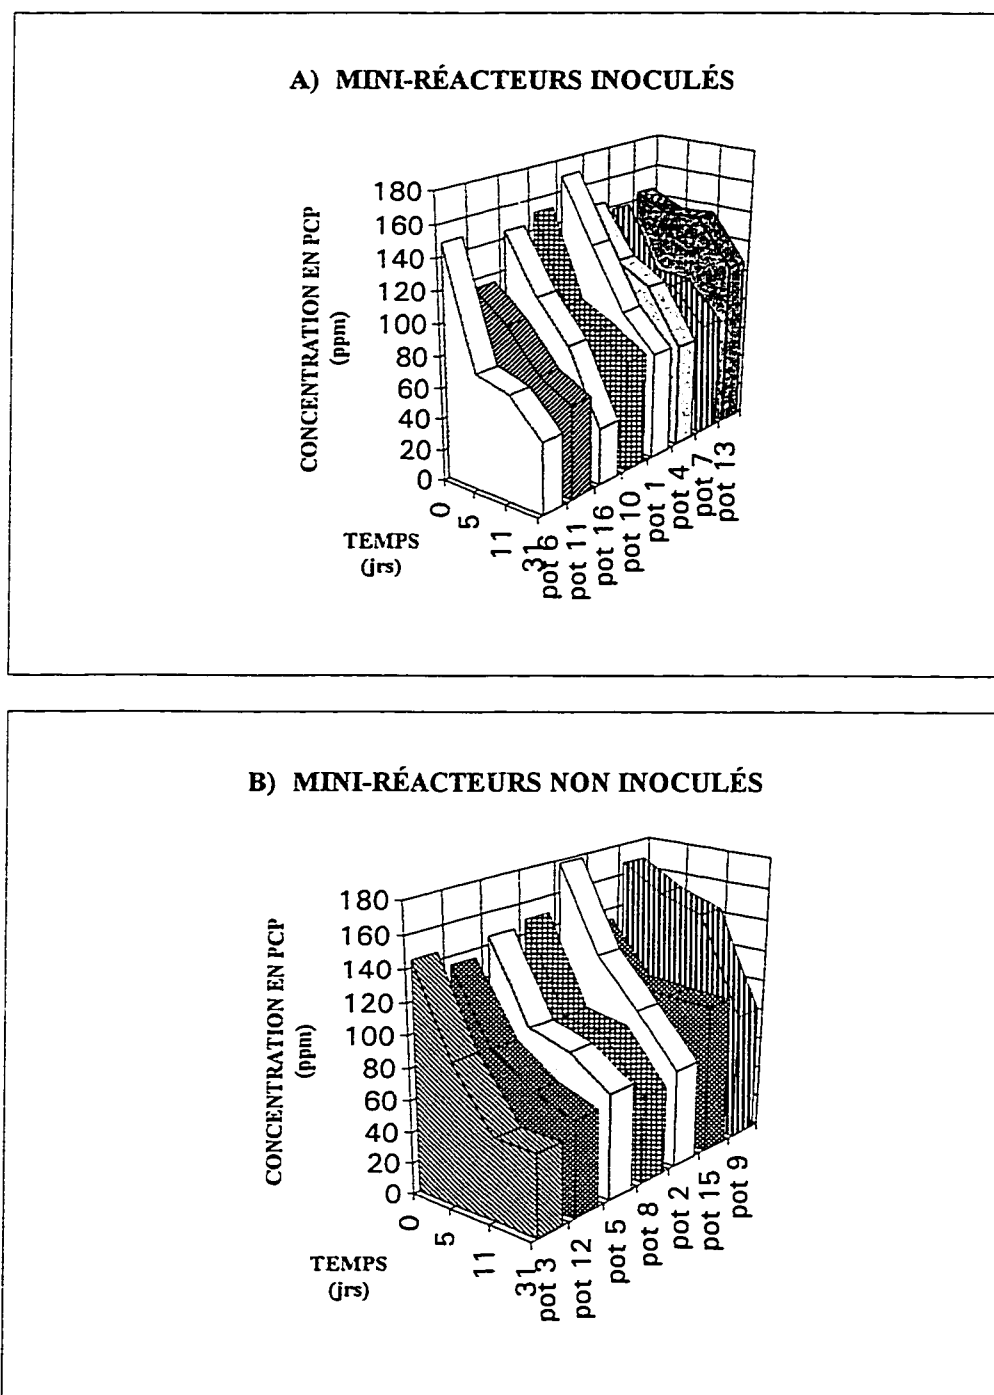 A) MINI-RÉACTEURS INOCULÉS
CONCENTRATION EN PCP
(ppm)
180
160
140
120
100
80
60
40
20
0
0
5
11
31
TEMPS
(jrs)
pot 6
pot 11
pot 16
pot 10
pot 1
pot 4
pot 7
pot 13
B) MINI-RÉACTEURS NON INOCULÉS
CONCENTRATION EN PCP
(ppm)
180
160
140
120
100
80
60
40
20
0
0
5
11
31
TEMPS
(jrs)
pot 3
pot 12
pot 5
pot 8
pot 2
pot 15
pot 9